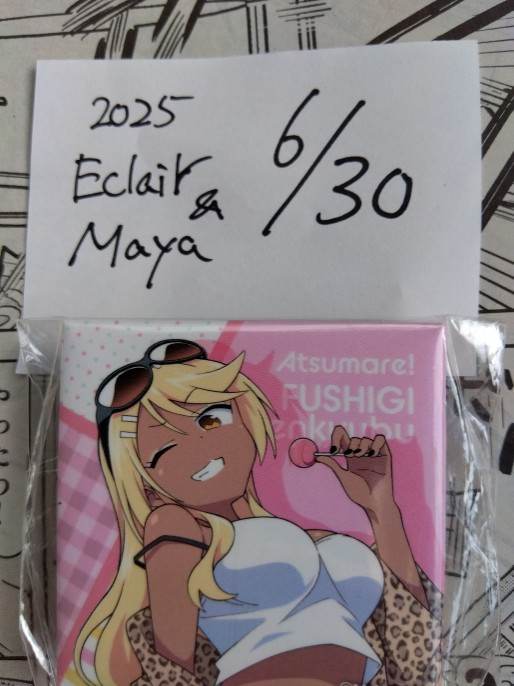 2025
6/30
Eclair
&
Maya
Atsumare!
FUSHIGI